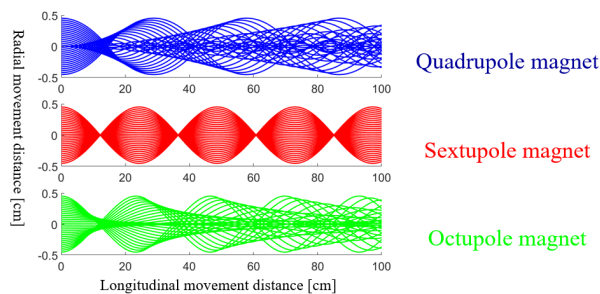 Radial movement distance [cm]
0.5
0
-0.5
0 20 40 60 80 100
Quadrupole magnet
0.5
0
-0.5
0 20 40 60 80 100
Sextupole magnet
0.5
0
-0.5
0 20 40 60 80 100
Octupole magnet
Longitudinal movement distance [cm]